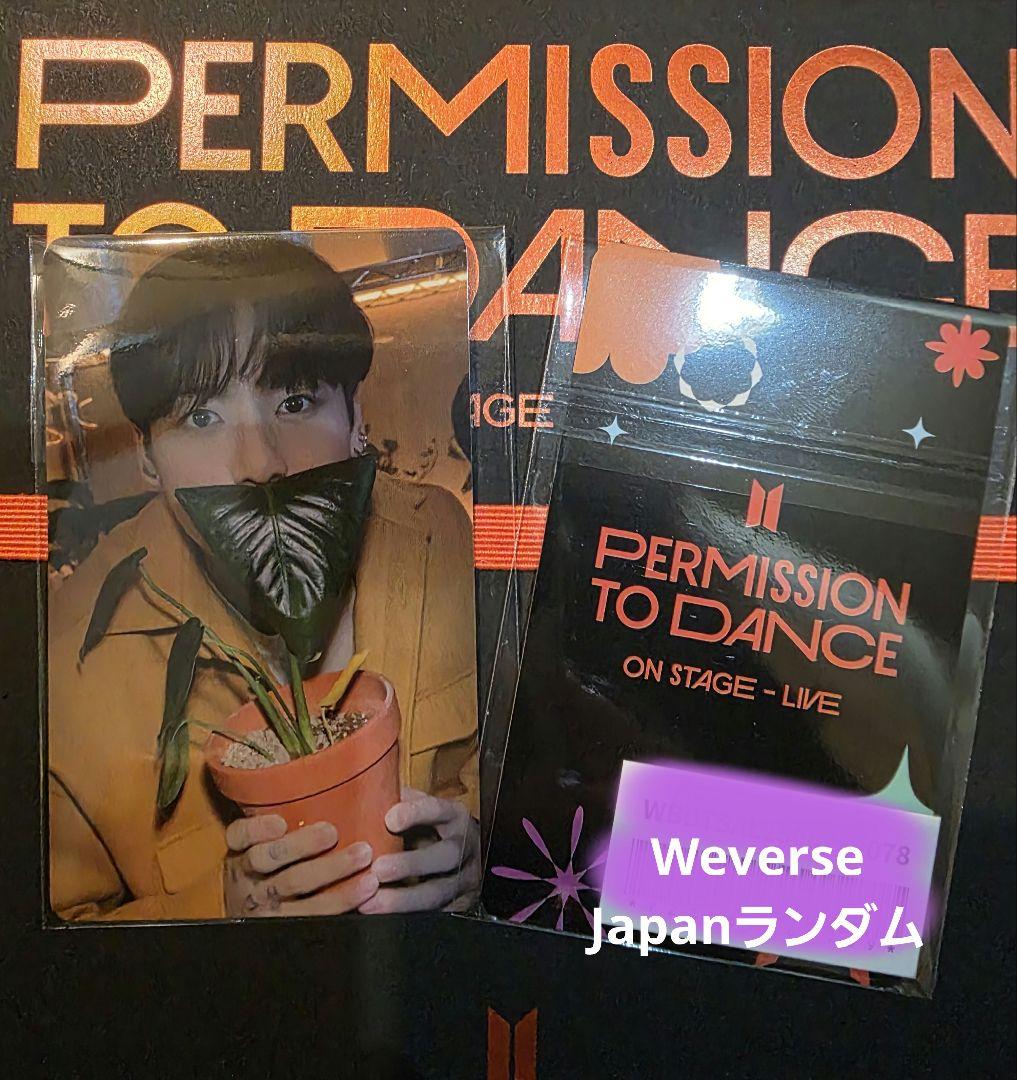 PERMISSION
TO DANCE
AGE
PERMISSION
TO DANCE
ON STAGE - LIVE
078
Weverse
Japanランダム